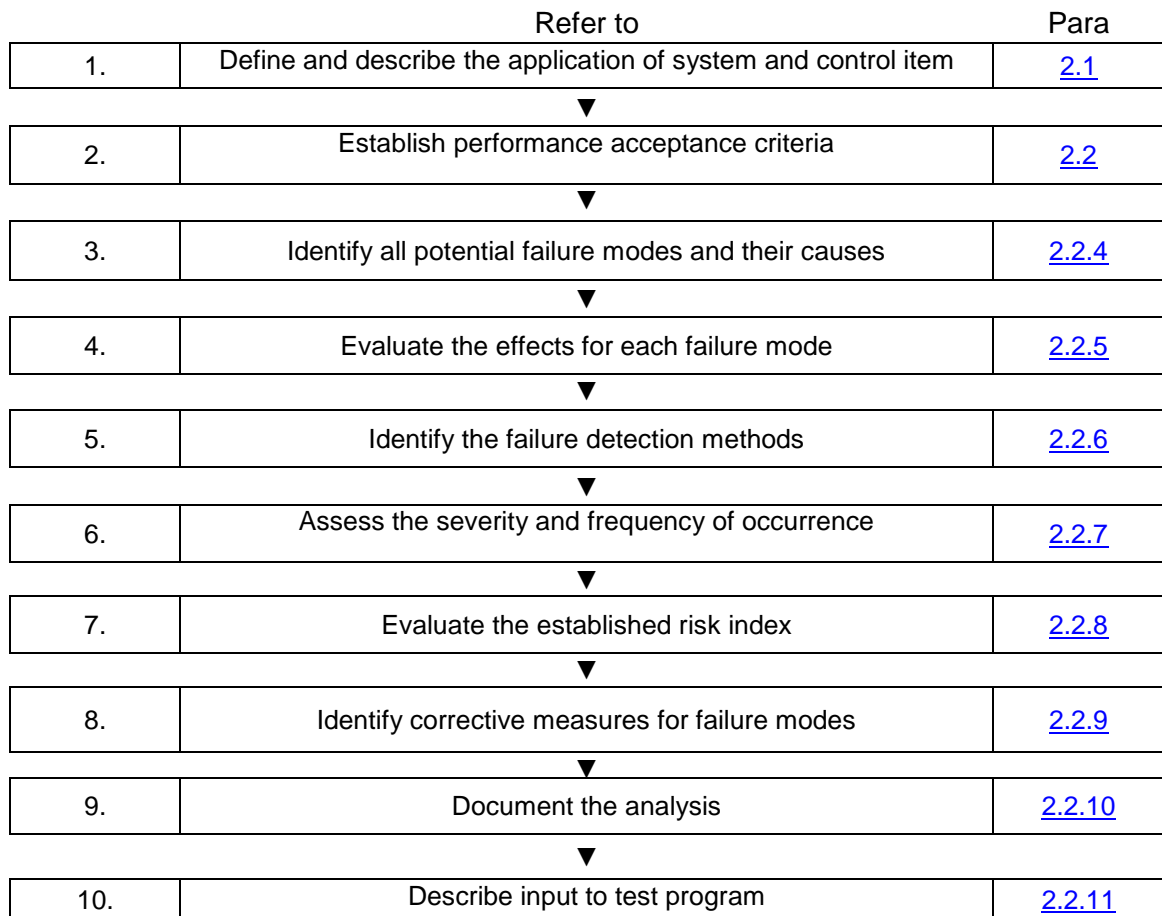 Refer to Para
1. Define and describe the application of system and control item 2.1
▼
2. Establish performance acceptance criteria 2.2
▼
3. Identify all potential failure modes and their causes 2.2.4
▼
4. Evaluate the effects for each failure mode 2.2.5
▼
5. Identify the failure detection methods 2.2.6
▼
6. Assess the severity and frequency of occurrence 2.2.7
▼
7. Evaluate the established risk index 2.2.8
▼
8. Identify corrective measures for failure modes 2.2.9
▼
9. Document the analysis 2.2.10
▼
10. Describe input to test program 2.2.11